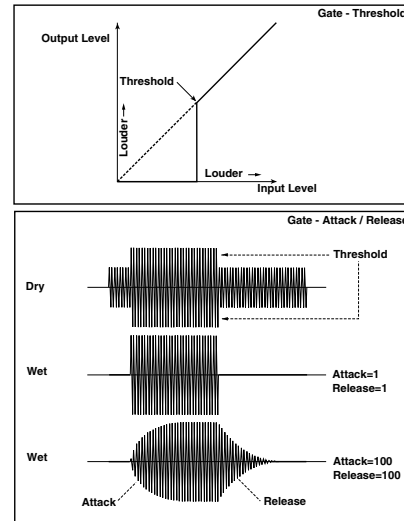 Gate - Threshold
Output Level
Threshold
Louder
Louder
Input Level
Gate - Attack / Release
Threshold
Dry
Wet
Attack=1
Release=1
Wet
Attack=100
Release=100
Attack
Release